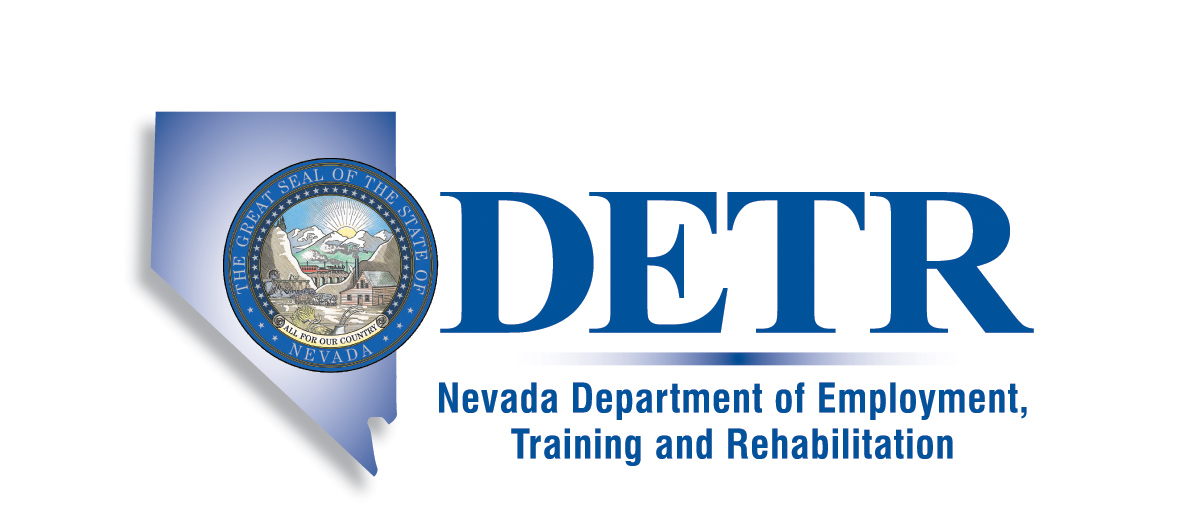 THE GREAT SEAL OF THE STATE OF
NEVADA
ALL FOR OUR COUNTRY
DETR
Nevada Department of Employment,
Training and Rehabilitation